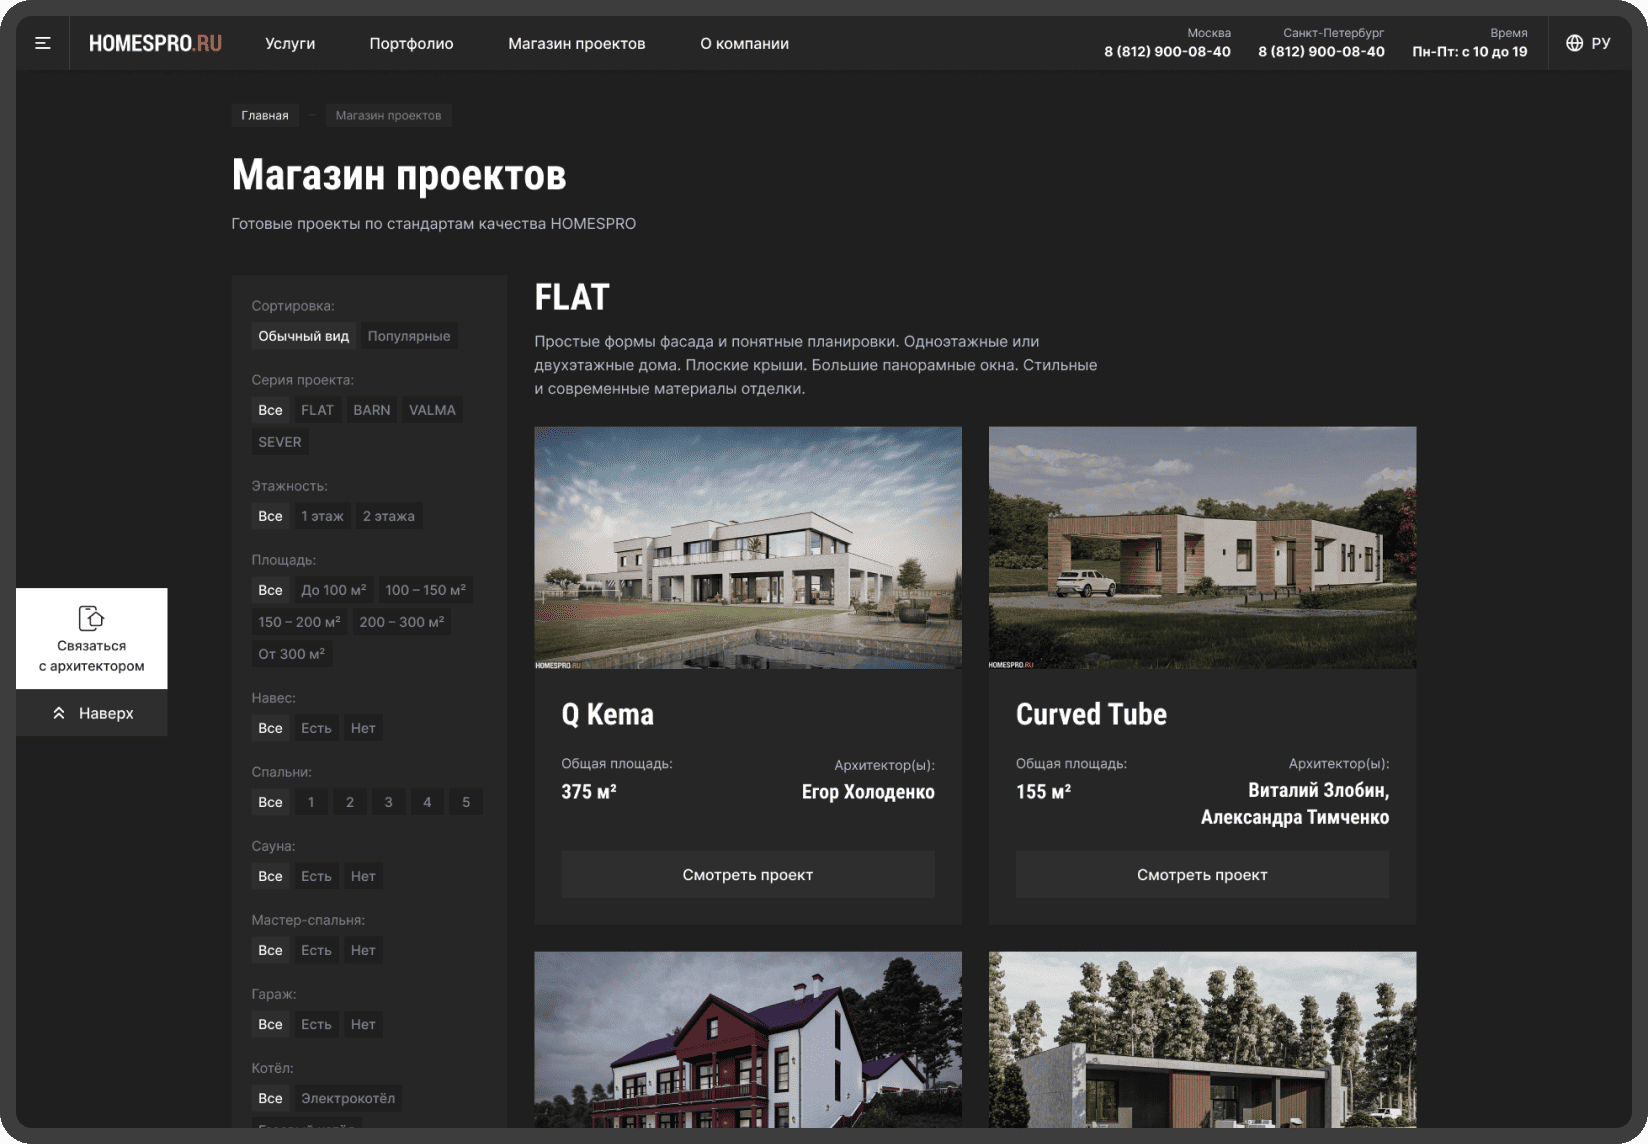 HOMESPRO.RU
Услуги
Портфолио
Магазин проектов
О компании
Москва
8 (812) 900-08-40
Санкт-Петербург
8 (812) 900-08-40
Время
Пн-Пт: с 10 до 19
РУ
Главная – Магазин проектов
Магазин проектов
Готовые проекты по стандартам качества HOMESPRO
Сортировка:
Обычный вид Популярные
Серия проекта:
Все FLAT BARN VALMA
SEVER
Этажность:
Все 1 этаж 2 этажа
Площадь:
Все До 100 м² 100 – 150 м²
150 – 200 м² 200 – 300 м²
От 300 м²
Навес:
Все Есть Нет
Спальни:
Все 1 2 3 4 5
Сауна:
Все Есть Нет
Мастер-спальня:
Все Есть Нет
Гараж:
Все Есть Нет
Котёл:
Все Электрокотёл
Связаться
с архитектором
Наверх
FLAT
Простые формы фасада и понятные планировки. Одноэтажные или
двухэтажные дома. Плоские крыши. Большие панорамные окна. Стильные
и современные материалы отделки.
HOMESPRO.RU
Q Kema
Общая площадь:
375 м²
Архитектор(ы):
Егор Холоденко
Смотреть проект
HOMESPRO.RU
Curved Tube
Общая площадь:
155 м²
Архитектор(ы):
Виталий Злобин,
Александра Тимченко
Смотреть проект